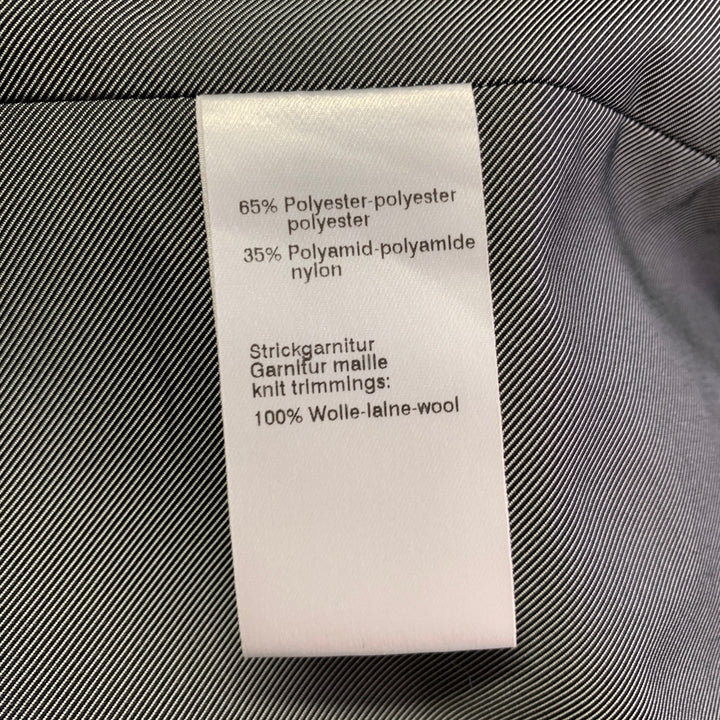 65% Polyester-polyester
polyester
35% Polyamid-polyamide
nylon
Strickgarnitur
Garnitur maille
knit trimmings:
100% Wolle-laine-wool